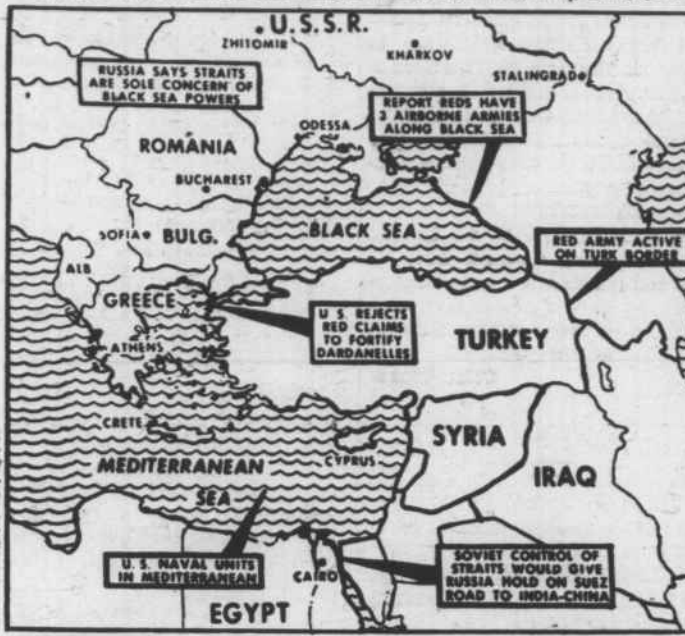 U.S.S.R.
ZHITOMIR
KHARKOV
STALINGRAD
RUSSIA SAYS STRAITS
ARE SOLE CONCERN OF
BLACK SEA POWERS
REPORT REDS HAVE
3 AIRBORNE ARMIES
ALONG BLACK SEA
ODESSA
ROMANIA
BUCHAREST
BLACK SEA
SOFIA
BULG.
RED ARMY ACTIVE
ON TURK BORDER
ALB
GREECE
U. S. REJECTS
RED CLAIMS
TO FORTIFY
DARDANELLES
TURKEY
ATHENS
CRETE
CYPRUS
SYRIA
IRAQ
MEDITERRANEAN
SEA
U. S. NAVAL UNITS
IN MEDITERRANEAN
CAIRO
SOVIET CONTROL OF
STRAITS WOULD GIVE
RUSSIA HOLD ON SUEZ
ROAD TO INDIA-CHINA
EGYPT